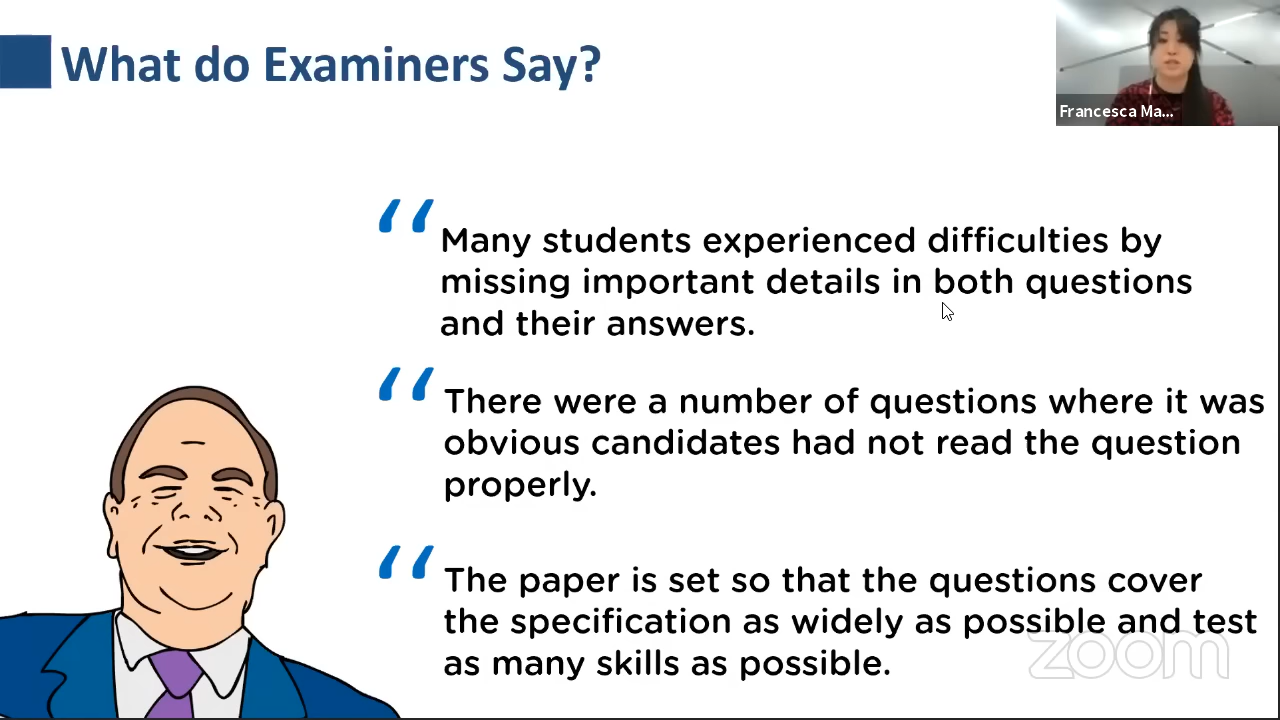 What do Examiners Say?
Francesca Ma...
“ Many students experienced difficulties by
missing important details in both questions
and their answers.
“ There were a number of questions where it was
obvious candidates had not read the question
properly.
“ The paper is set so that the questions cover
the specification as widely as possible and test
as many skills as possible.
zoom